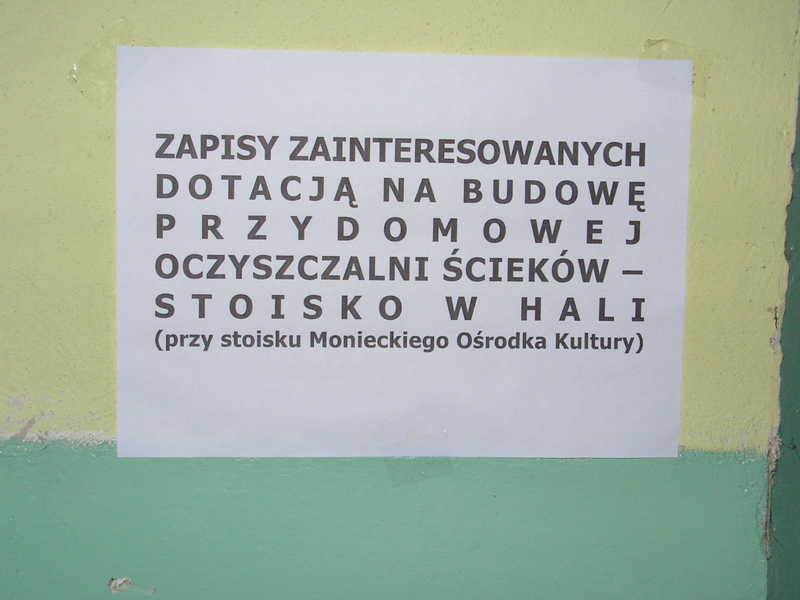 ZAPISY ZAINTERESOWANYCH
DOTACJĄ NA BUDOWĘ
PRZYDOMOWEJ
OCZYSZCZALNI ŚCIEKÓW –
STOISKO W HALI
(przy stoisku Monieckiego Ośrodka Kultury)